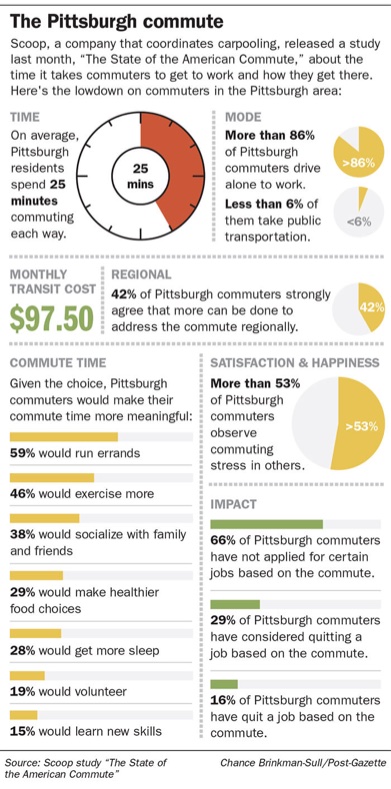 The Pittsburgh commute
Scoop, a company that coordinates carpooling, released a study
last month, “The State of the American Commute,” about the
time it takes commuters to get to work and how they get there.
Here's the lowdown on commuters in the Pittsburgh area:
TIME
On average,
Pittsburgh
residents
spend 25
minutes
commuting
each way.
25
mins
MODE
More than 86%
of Pittsburgh
commuters drive
alone to work.
Less than 6% of
them take public
transportation.
>86%
<6%
MONTHLY
TRANSIT COST
$97.50
REGIONAL
42% of Pittsburgh commuters strongly
agree that more can be done to
address the commute regionally.
42%
COMMUTE TIME
Given the choice, Pittsburgh
commuters would make their
commute time more meaningful:
59% would run errands
46% would exercise more
38% would socialize with family
and friends
29% would make healthier
food choices
28% would get more sleep
19% would volunteer
15% would learn new skills
SATISFACTION & HAPPINESS
More than 53%
of Pittsburgh
commuters
observe
commuting
stress in others.
>53%
IMPACT
66% of Pittsburgh commuters
have not applied for certain
jobs based on the commute.
29% of Pittsburgh commuters
have considered quitting a
job based on the commute.
16% of Pittsburgh commuters
have quit a job based on the
commute.
Source: Scoop study “The State of
the American Commute”
Chance Brinkman-Sull/Post-Gazette